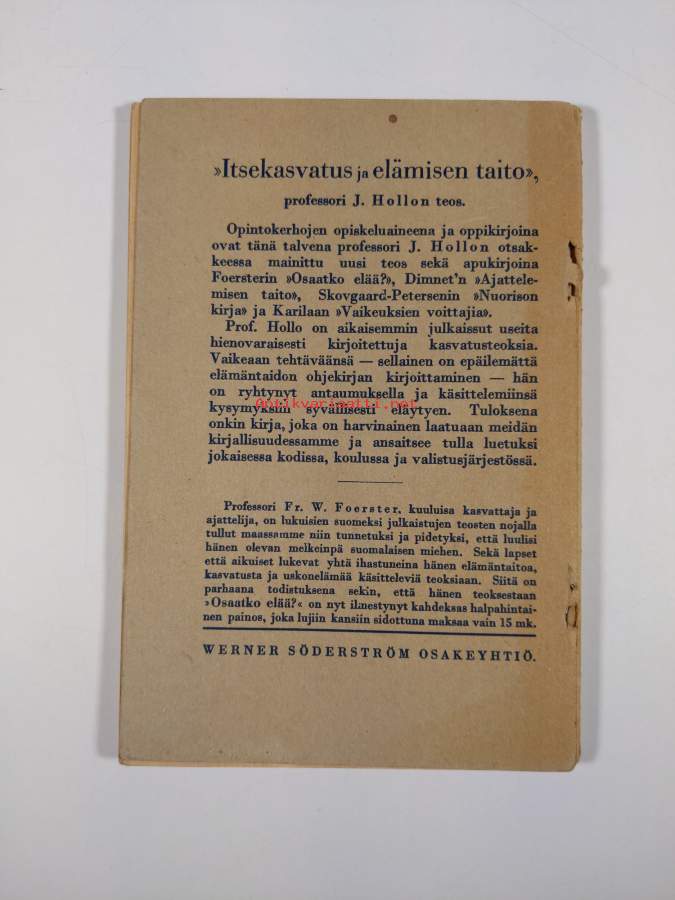 »Itsekasvatus ja elämisen taito»,
professori J. Hollon teos.
Opintokerhojen opiskeluaineena ja oppikirjoina
ovat tänä talvena professori J. Hollon otsak-
keessa mainittu uusi teos sekä apukirjoina
Foersterin »Osaatko elää?», Dimnet'n »Ajattele-
misen taito», Skovgaard-Petersenin »Nuorison
kirja» ja Karilaan »Vaikeuksien voittajia».
Prof. Hollo on aikaisemmin julkaissut useita
hienovaraisesti kirjoitettuja kasvatusteoksia.
Vaikeaan tehtäväänsä — sellainen on epäilemättä
elämäntaidon ohjekirjan kirjoittaminen — hän
on ryhtynyt antaumuksella ja käsittelemiinsä
Antikvariaatti.net
kysymyksiin syvällisesti eläytyen. Tuloksena
onkin kirja, joka on harvinainen laatuaan meidän
kirjallisuudessamme ja ansaitsee tulla luetuksi
jokaisessa kodissa, koulussa ja valistusjärjestössä.
Professori Fr. W. Foerster, kuuluisa kasvattaja ja
ajattelija, on lukuisien suomeksi julkaistujen teosten nojalla
tullut maassamme niin tunnetuksi ja pidetyksi, että luulisi
hänen olevan melkeinpä suomalaisen miehen. Sekä lapset
että aikuiset lukevat yhtä ihastuneina hänen elämäntaitoa,
kasvatusta ja uskonelämää käsitteleviä teoksiaan. Siitä on
parhaana todistuksena sekin, että hänen teoksestaan
»Osaatko elää?« on nyt ilmestynyt kahdeksas halpahintai-
nen painos, joka lujiin kansiin sidottuna maksaa vain 15 mk.
WERNER SÖDERSTRÖM OSAKEYHTIÖ.